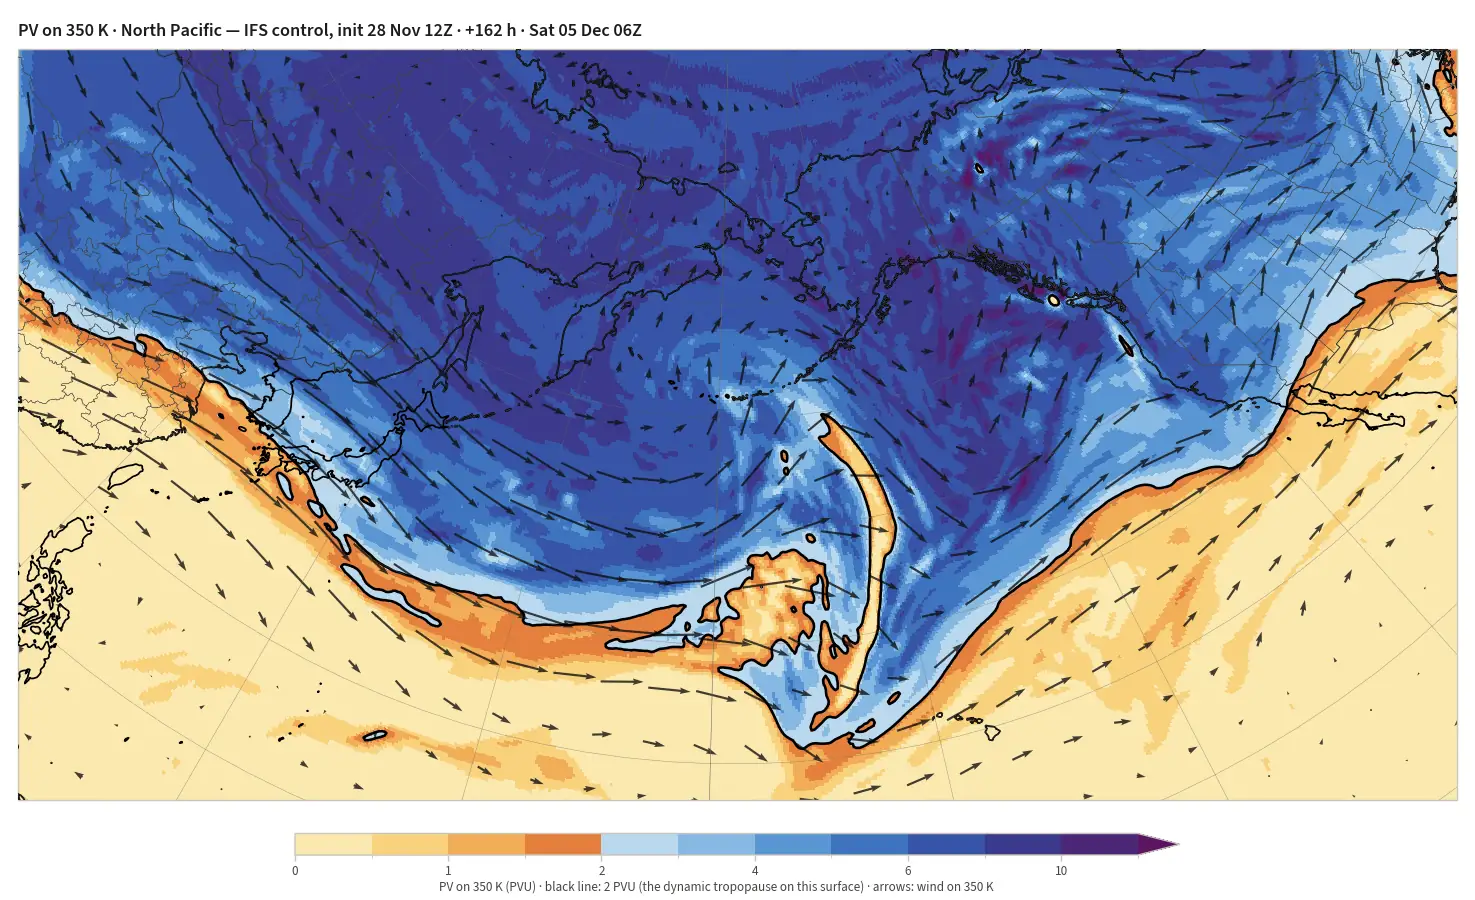 PV on 350 K · North Pacific — IFS control, init 28 Nov 12Z · +162 h · Sat 05 Dec 06Z
0 1 2 4 6 10
PV on 350 K (PVU) · black line: 2 PVU (the dynamic tropopause on this surface) · arrows: wind on 350 K